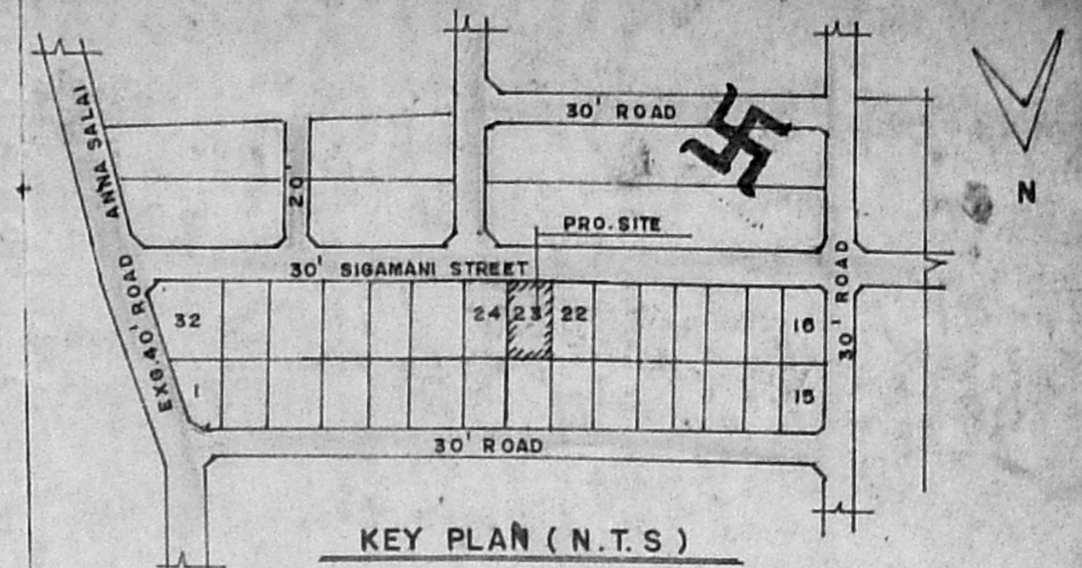 ANNA SALAI
EXG.40' ROAD
20'
30' ROAD
N
PRO.SITE
30' SIGAMANI STREET
30' ROAD
32
24
23
22
16
1
15
30' ROAD
KEY PLAN ( N.T.S )